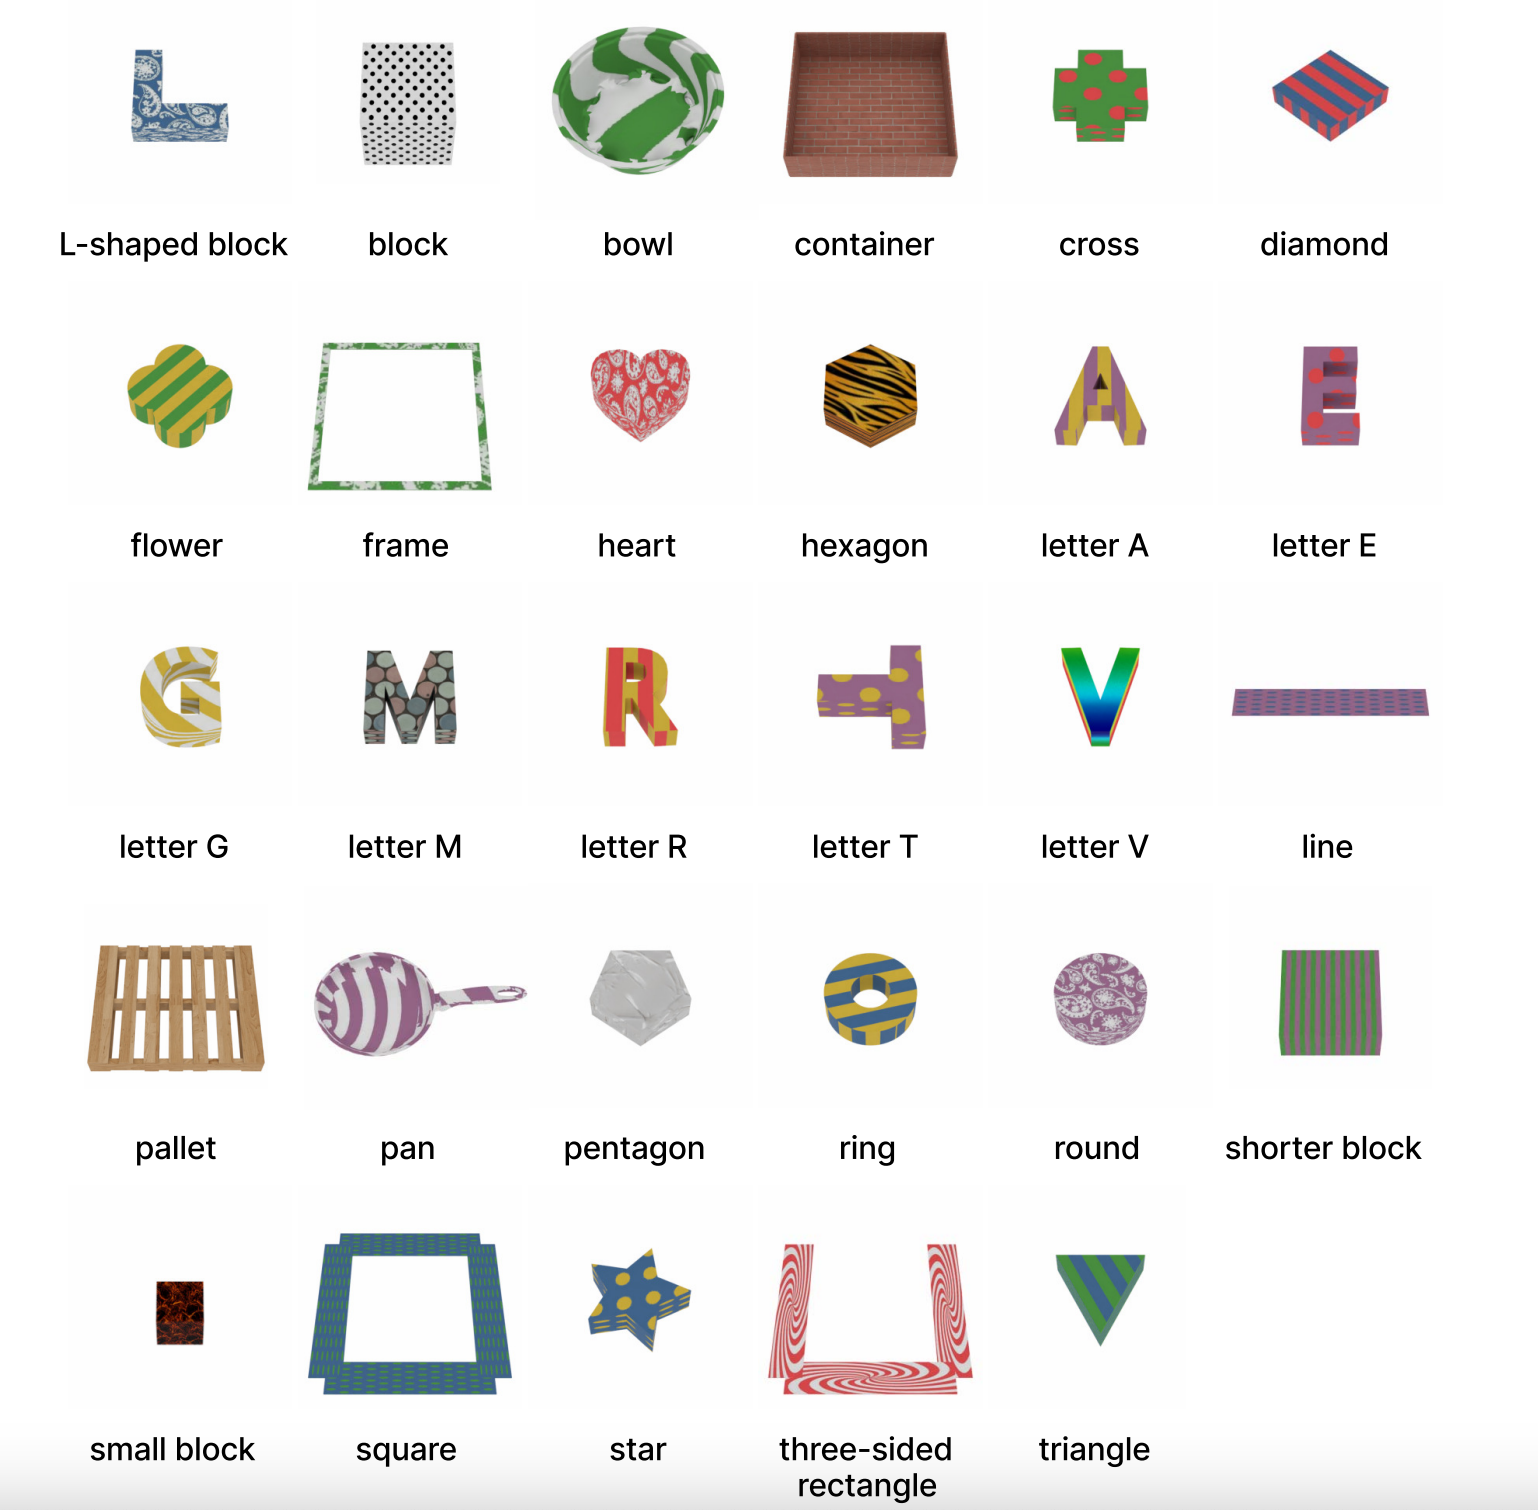 L-shaped block
block
bowl
container
cross
diamond
flower
frame
heart
hexagon
letter A
letter E
letter G
letter M
letter R
letter T
letter V
line
pallet
pan
pentagon
ring
round
shorter block
small block
square
star
three-sided
rectangle
triangle